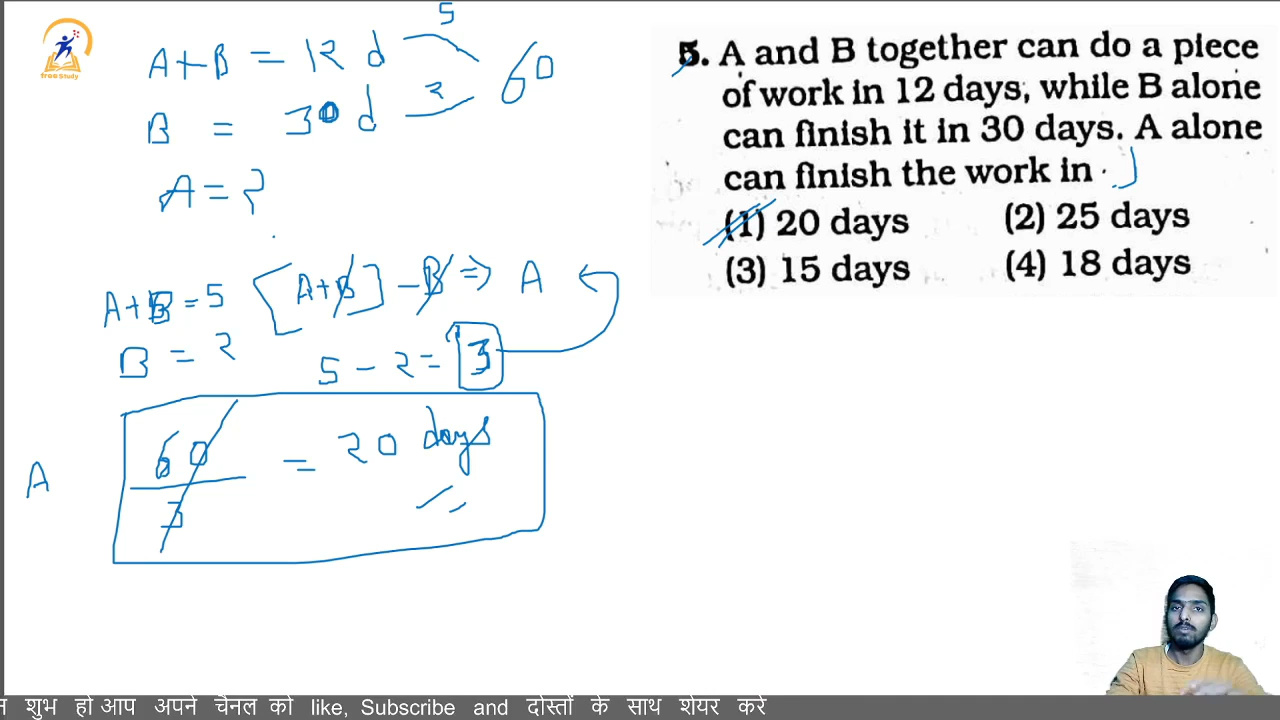 free Study
A+B = 12 d 5
60
B = 30 d 2
A = ?
A+B = 5 [A+B] - B => A
B = 2 5 - 2 = 3
A 60/3 = 20 days
5. A and B together can do a piece
of work in 12 days, while B alone
can finish it in 30 days. A alone
can finish the work in
(1) 20 days (2) 25 days
(3) 15 days (4) 18 days
शुभ हो आप अपने चैनल को like, Subscribe and दोस्तों के साथ शेयर करे